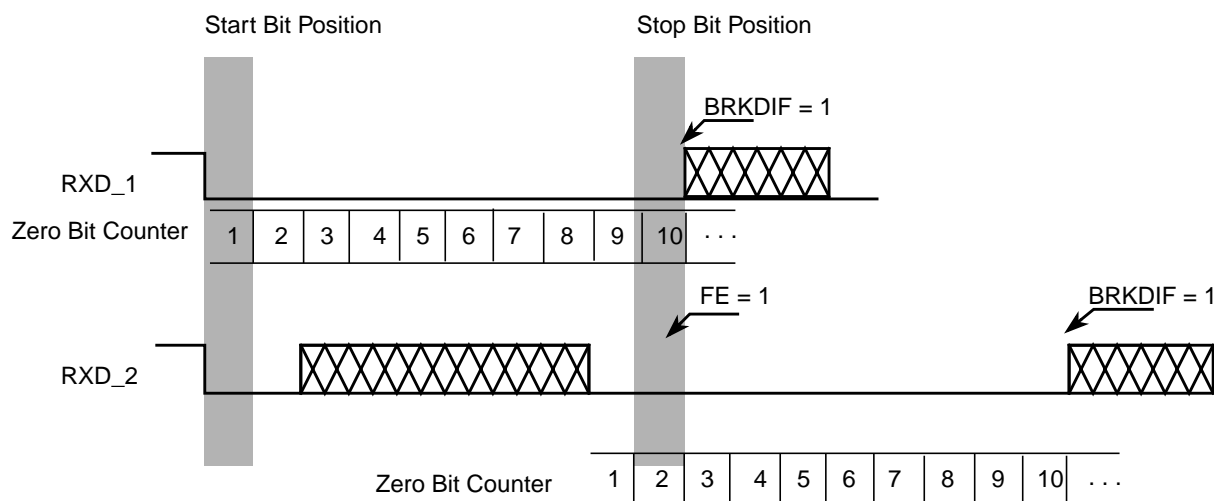 Start Bit Position Stop Bit Position
BRKDIF = 1
RXD_1
Zero Bit Counter 1 2 3 4 5 6 7 8 9 10 . . .
FE = 1 BRKDIF = 1
RXD_2
Zero Bit Counter 1 2 3 4 5 6 7 8 9 10 . . .